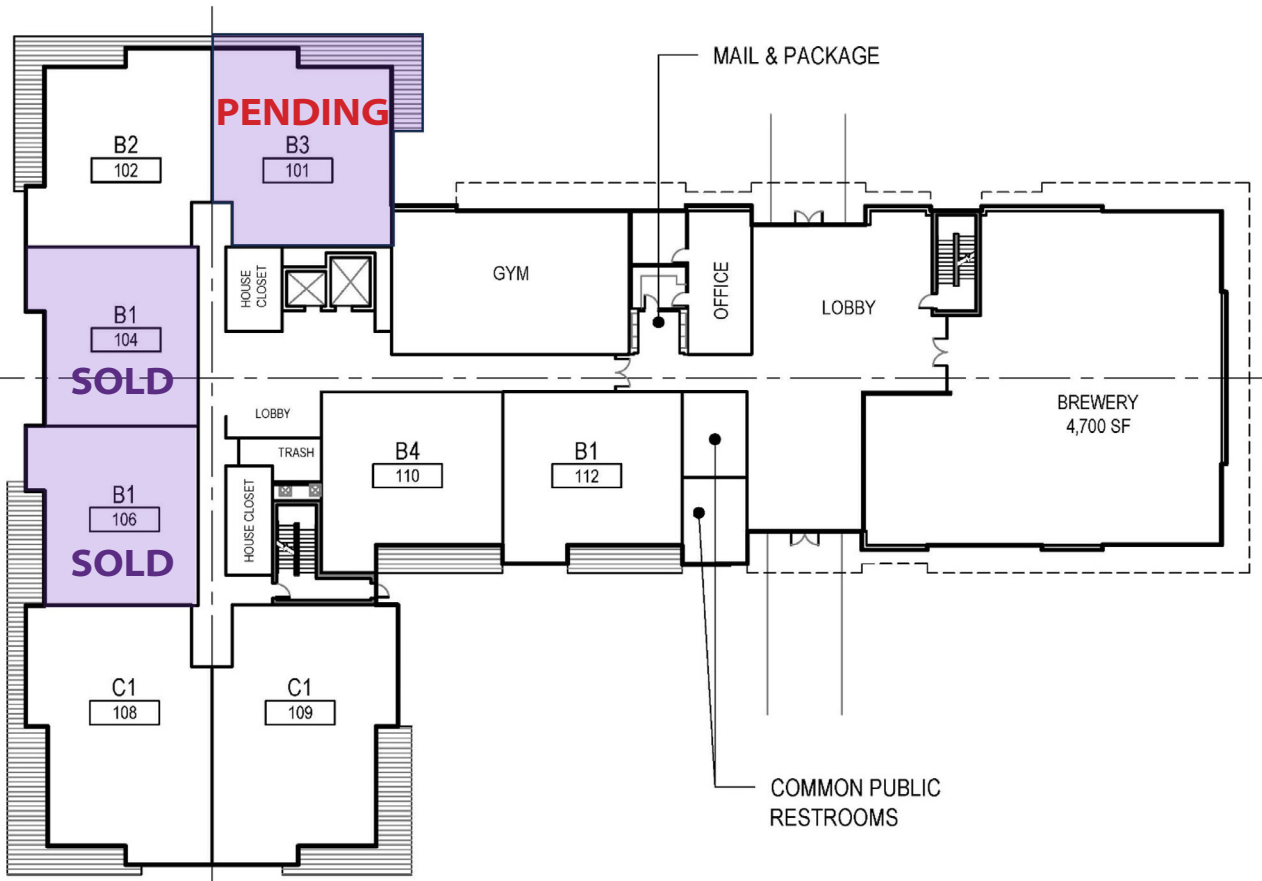 MAIL & PACKAGE
PENDING
B2
102
B3
101
HOUSE
CLOSET
GYM
OFFICE
LOBBY
B1
104
SOLD
BREWERY
4,700 SF
LOBBY
TRASH
B4
110
B1
112
B1
106
SOLD
HOUSE CLOSET
C1
108
C1
109
COMMON PUBLIC
RESTROOMS